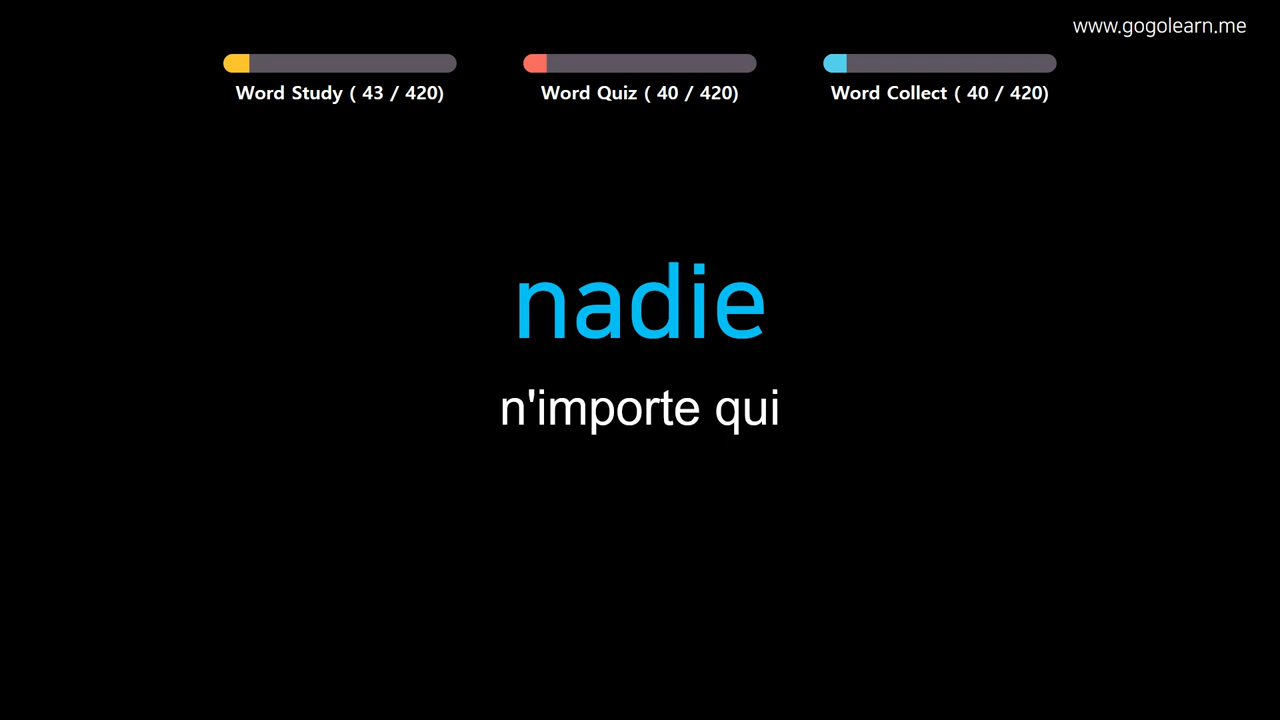 www.gogolearn.me
Word Study ( 43 / 420)
Word Quiz ( 40 / 420)
Word Collect ( 40 / 420)
nadie
n'importe qui